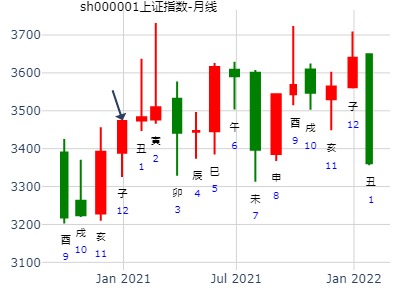 sh000001上证指数-月线
3700
3600
3500
3400
3300
3200
3100
酉
9
戌
10
亥
11
子
12
丑
1
寅
2
卯
3
辰
4
巳
5
午
6
未
7
申
8
酉
9
戌
10
亥
11
子
12
丑
1
Jan 2021
Jul 2021
Jan 2022